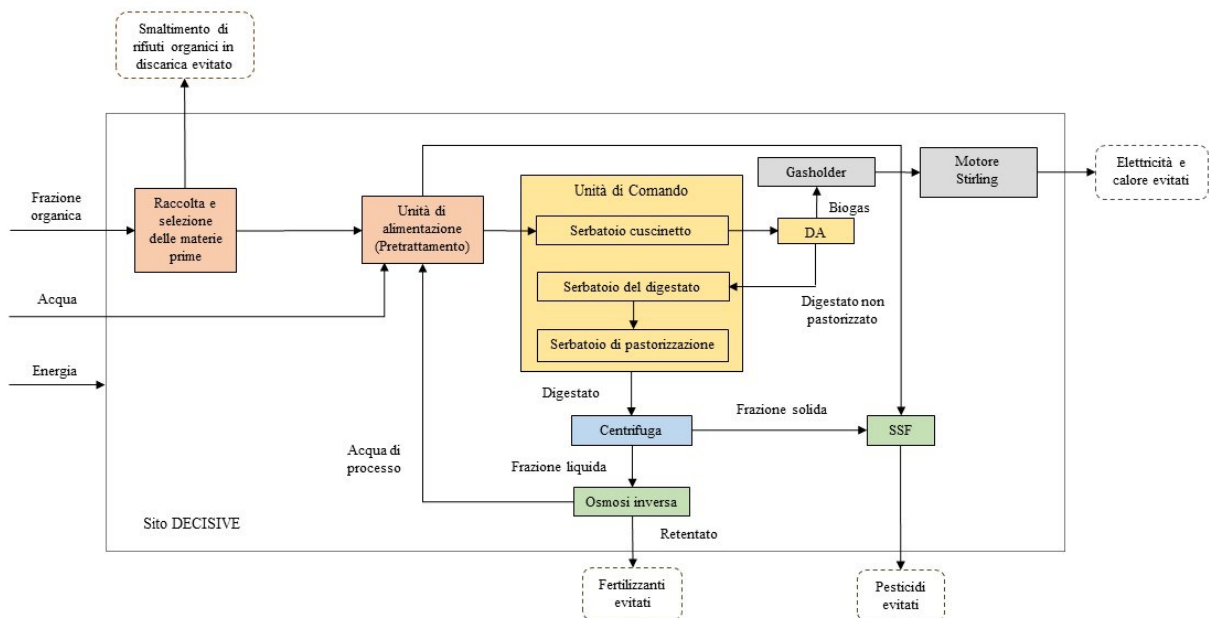 Smaltimento di
rifiuti organici in
discarica evitato
Frazione
organica
Raccolta e
selezione
delle materie
prime
Unità di
alimentazione
(Pretrattamento)
Unità di Comando
Serbatoio cuscinetto
Gasholder
Motore
Stirling
Elettricità e
calore evitati
Biogas
DA
Acqua
Serbatoio del digestato
Digestato non
pastorizzato
Serbatoio di pastorizzazione
Energia
Digestato
Frazione solida
Centrifuga
SSF
Acqua di
processo
Frazione liquida
Osmosi inversa
Sito DECISIVE
Retentato
Fertilizzanti
evitati
Pesticidi
evitati